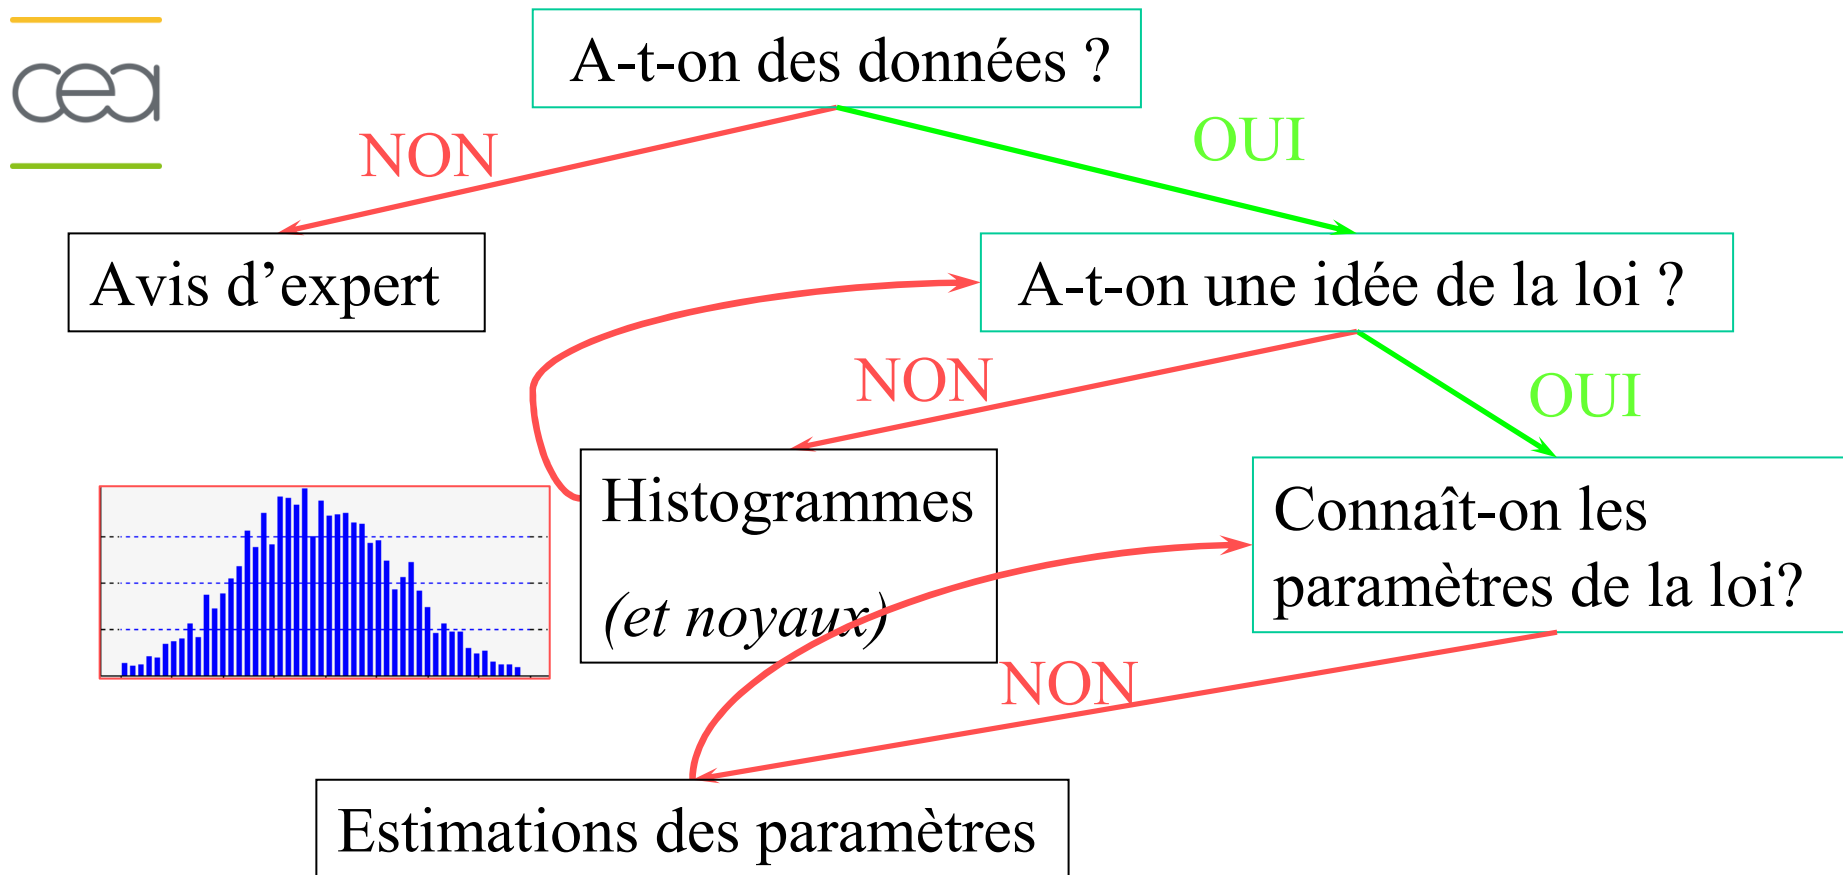 cea
A-t-on des données ?
NON
OUI
Avis d’expert
A-t-on une idée de la loi ?
NON
OUI
Histogrammes
(et noyaux)
Connaît-on les
paramètres de la loi?
NON
Estimations des paramètres